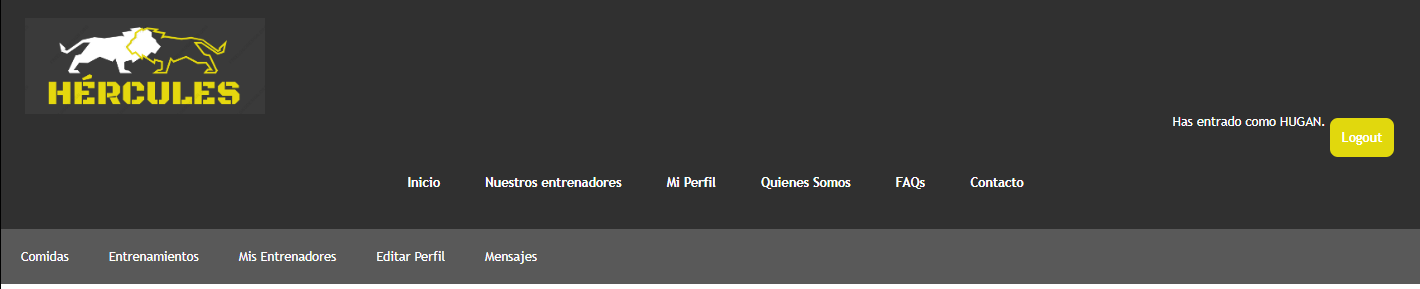 HÉRCULES
Has entrado como HUGAN. Logout
Inicio Nuestros entrenadores Mi Perfil Quienes Somos FAQs Contacto
Comidas Entrenamientos Mis Entrenadores Editar Perfil Mensajes